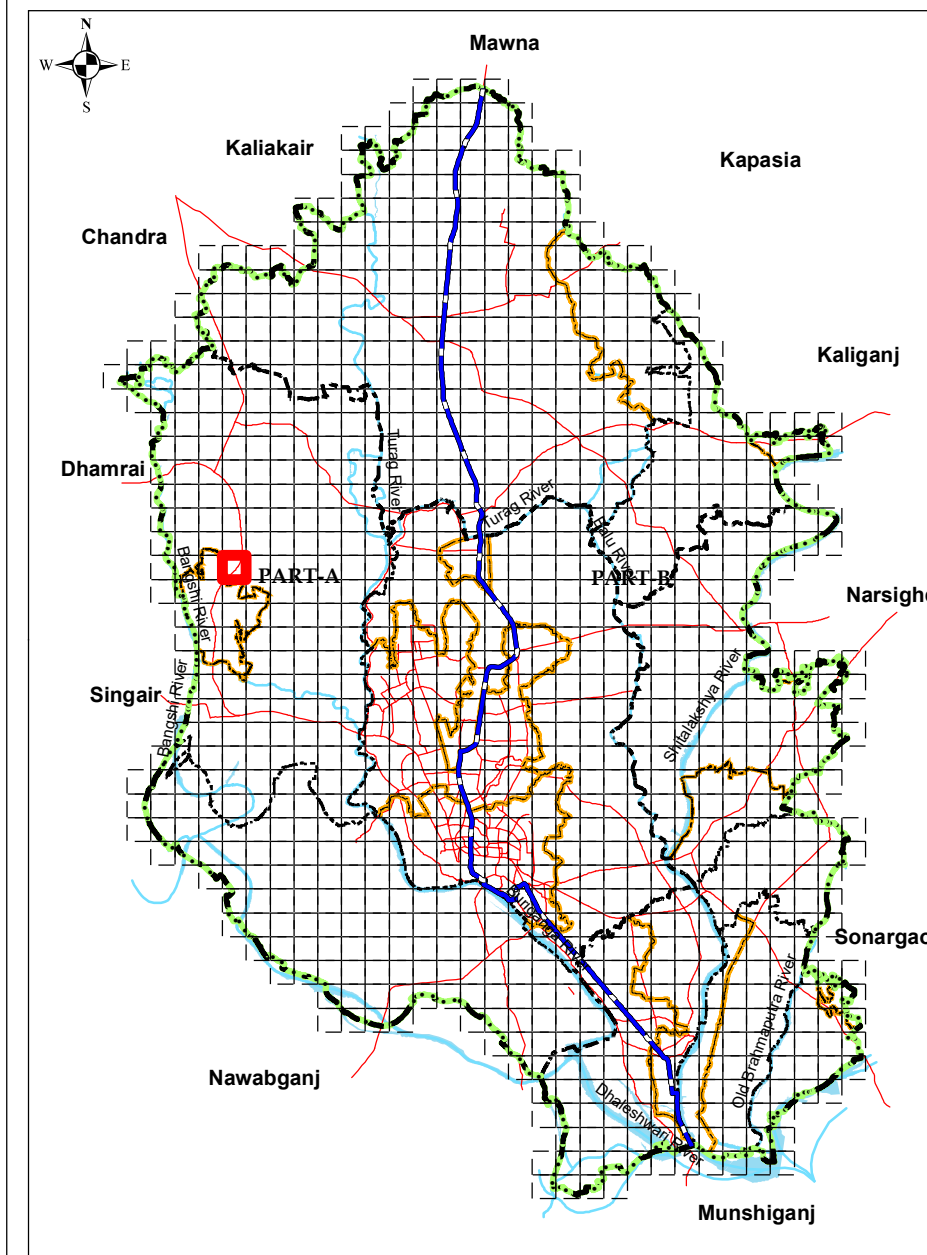 N
W E
S
Mawna
Kaliakair
Kapasia
Chandra
Kaliganj
Dhamrai
Turag River
Turag River
Balu River
Bangshi River
PART-A
PART-B
Narsighd
Singair
Bangshi River
Shitalakshya River
Buriganga River
Sonargao
Old Brahmaputra River
Nawabganj
Dhaleshwari River
Munshiganj